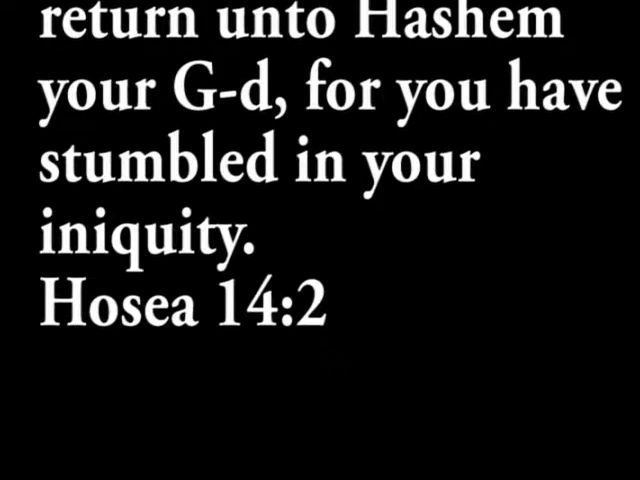 return unto Hashem
your G-d, for you have
stumbled in your
iniquity.
Hosea 14:2